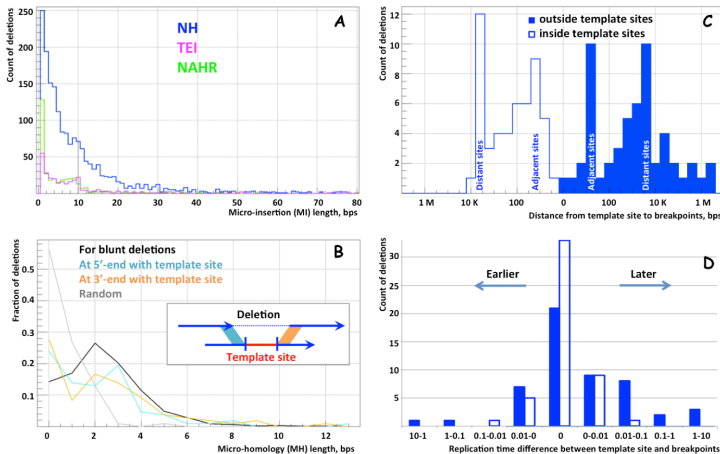 A
NH
TEI
NAHR
Count of deletions
250
200
150
100
50
0
10
20
30
40
50
60
70
80
Micro-insertion (MI) length, bps
C
outside template sites
inside template sites
Count of deletions
12
10
8
6
4
2
Distant sites
Adjacent sites
Adjacent sites
Distant sites
1 M
10 K
100
0
100
10 K
1 M
Distance from template site to breakpoints, bps
B
For blunt deletions
At 5'-end with template site
At 3'-end with template site
Random
Fraction of deletions
0.5
0.4
0.3
0.2
0.1
Deletion
Template site
0
2
4
6
8
10
12
Micro-homology (MH) length, bps
D
Earlier
Later
Count of deletions
30
25
20
15
10
5
10-1
1-0.1
0.1-0.01
0.01-0
0
0-0.01
0.01-0.1
0.1-1
1-10
Replication time difference between template site and breakpoints